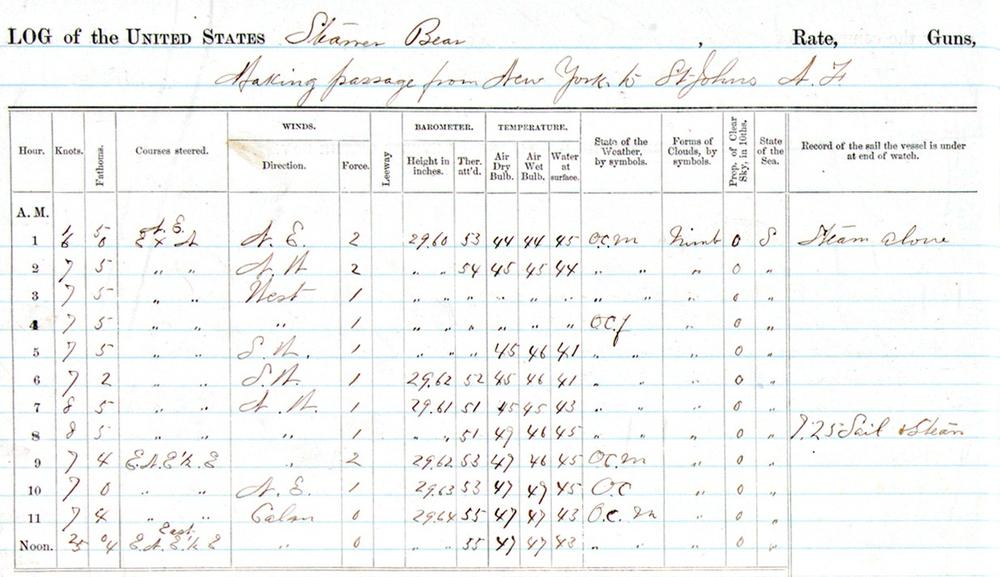 LOG of the UNITED STATES Steamer Bear , Rate, Guns,
Making passage from New York to St Johns N. F.
Hour. Knots. Fathoms. Courses steered. WINDS. Direction. Force. Leeway BAROMETER. Height in inches. Ther. att'd. TEMPERATURE. Air Dry Bulb. Air Wet Bulb. Water at surface. State of the Weather, by symbols. Forms of Clouds, by symbols. Prop. of Clear Sky, in 10ths. State of the Sea. Record of the sail the vessel is under at end of watch.
A. M.
1 N. E. 2 29.60 53 44 44 45 O.C.M Nimb 0 S Steam alone
2 7 5 " " N. W. 2 " " 54 45 45 44 " " " 0 "
3 7 5 " " West 1 " " " " " " " " " 0 "
4 7 5 " " " 1 " " " " " " O.C.f " 0 "
5 7 5 " " S. W. 1 " " " 45 46 41 " " " 0 "
6 7 2 " " S. W. 1 29.62 52 45 46 41 " " " 0 "
7 8 5 " " N. W. 1 29.61 51 45 45 43 " " " 0 "
8 8 5 " " " 1 " " 51 49 46 45 " " " 0 " 7.25 Sail & Steam
9 7 4 E.N.E ½ E " 2 29.62 53 47 46 45 O.C.M " 0 "
10 7 0 " " N. E. 1 29.63 53 47 47 45 O.C " 0 "
11 7 4 " " Calm 0 29.64 55 47 47 43 O.C. M " 0 "
East.
Noon. E.N.E ½ E " 0 55 47 47 43 " " " 0 "